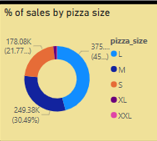 % of sales by pizza size
178.08K
(21.77...)
375....
(45...)
249.38K
(30.49%)
pizza_size
L
M
S
XL
XXL